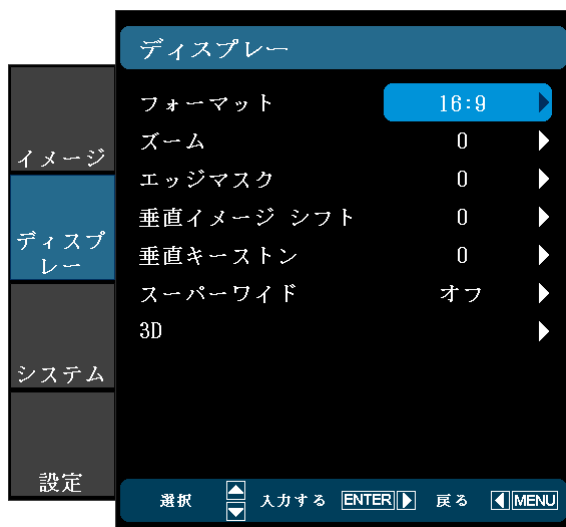 ディスプレー
イメージ
ディスプ
レー
システム
設定
フォーマット 16:9
ズーム 0
エッジマスク 0
垂直イメージ シフト 0
垂直キーストン 0
スーパーワイド オフ
3D
選択 入力する ENTER 戻る MENU